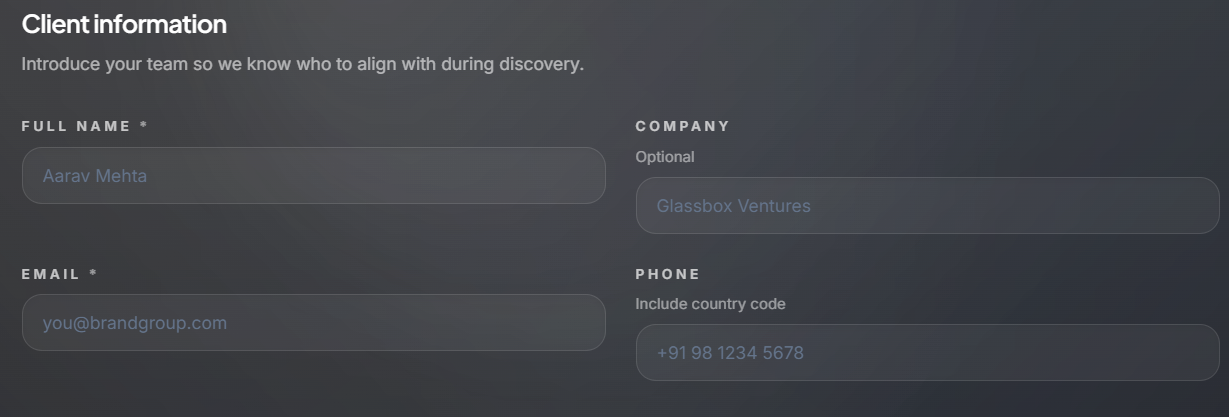 Client information
Introduce your team so we know who to align with during discovery.
FULL NAME *
Aarav Mehta
COMPANY
Optional
Glassbox Ventures
EMAIL *
you@brandgroup.com
PHONE
Include country code
+91 98 1234 5678